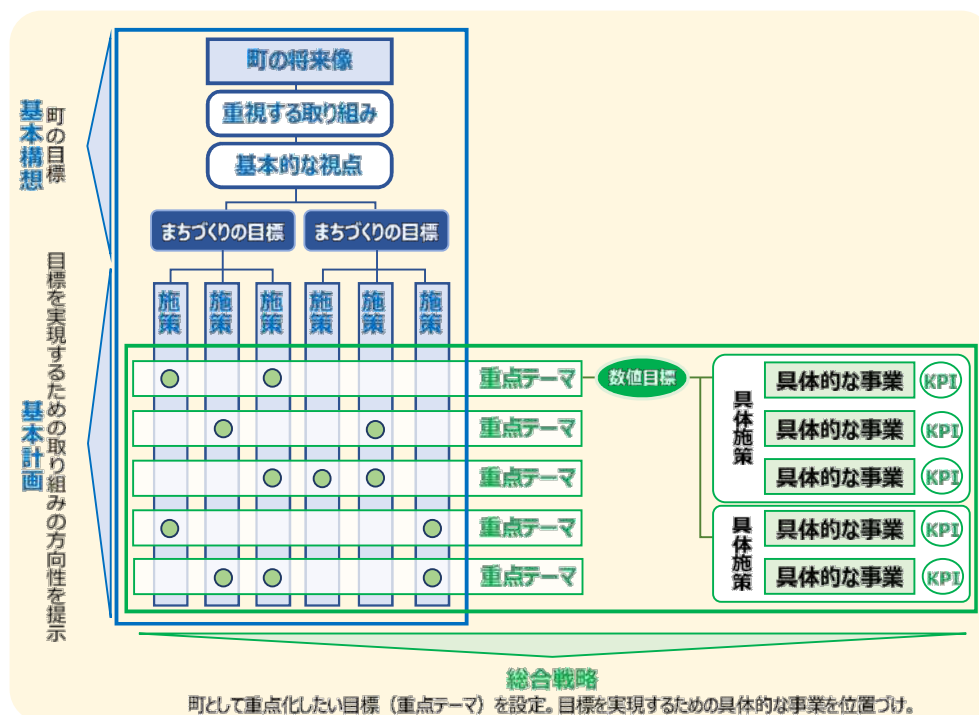 基本構想
町の目標
町の将来像
重視する取り組み
基本的な視点
まちづくりの目標
まちづくりの目標
施策
施策
施策
施策
施策
施策
基本計画
目標を実現するための取り組みの方向性を提示
重点テーマ
重点テーマ
重点テーマ
重点テーマ
重点テーマ
数値目標
具体施策
具体的な事業 KPI
具体的な事業 KPI
具体的な事業 KPI
具体施策
具体的な事業 KPI
具体的な事業 KPI
総合戦略
町として重点化したい目標（重点テーマ）を設定。目標を実現するための具体的な事業を位置づけ。